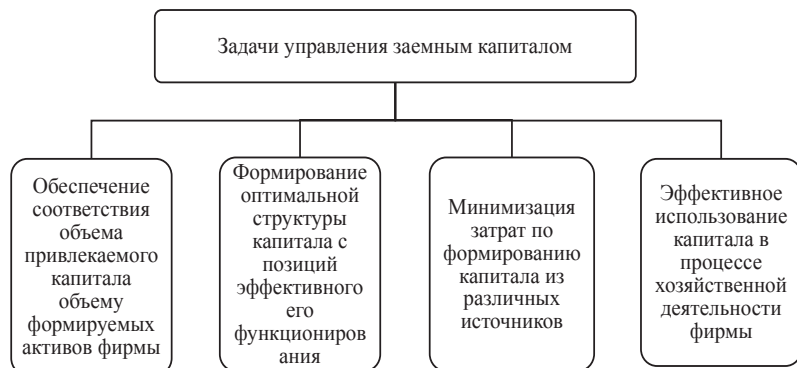 Задачи управления заемным капиталом
Обеспечение
соответствия
объема
привлекаемого
капитала
объему
формируемых
активов фирмы
Формирование
оптимальной
структуры
капитала с
позиций
эффективного
его
функциониров
ания
Минимизация
затрат по
формированию
капитала из
различных
источников
Эффективное
использование
капитала в
процессе
хозяйственной
деятельности
фирмы